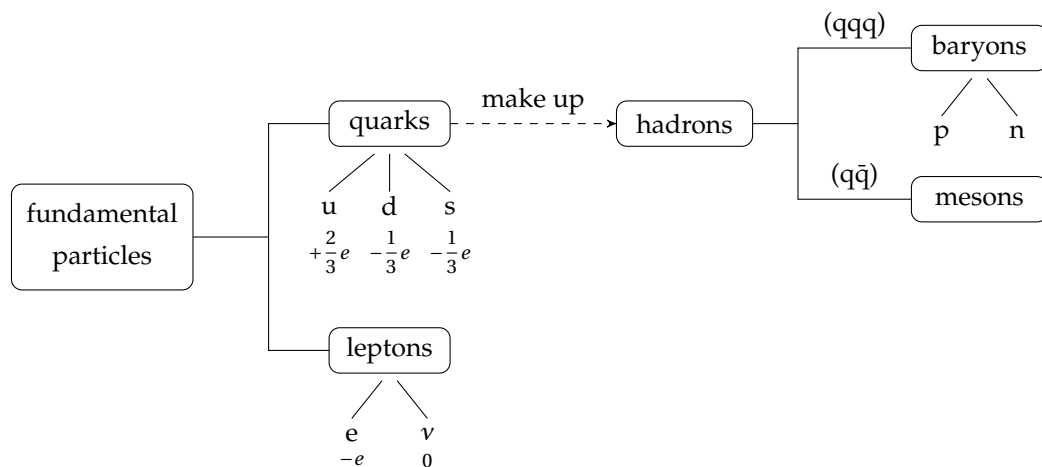 (qqq)
baryons
quarks
make up
hadrons
p n
u d s
(qq̄)
mesons
fundamental
particles
+2/3e −1/3e −1/3e
leptons
e ν
−e 0